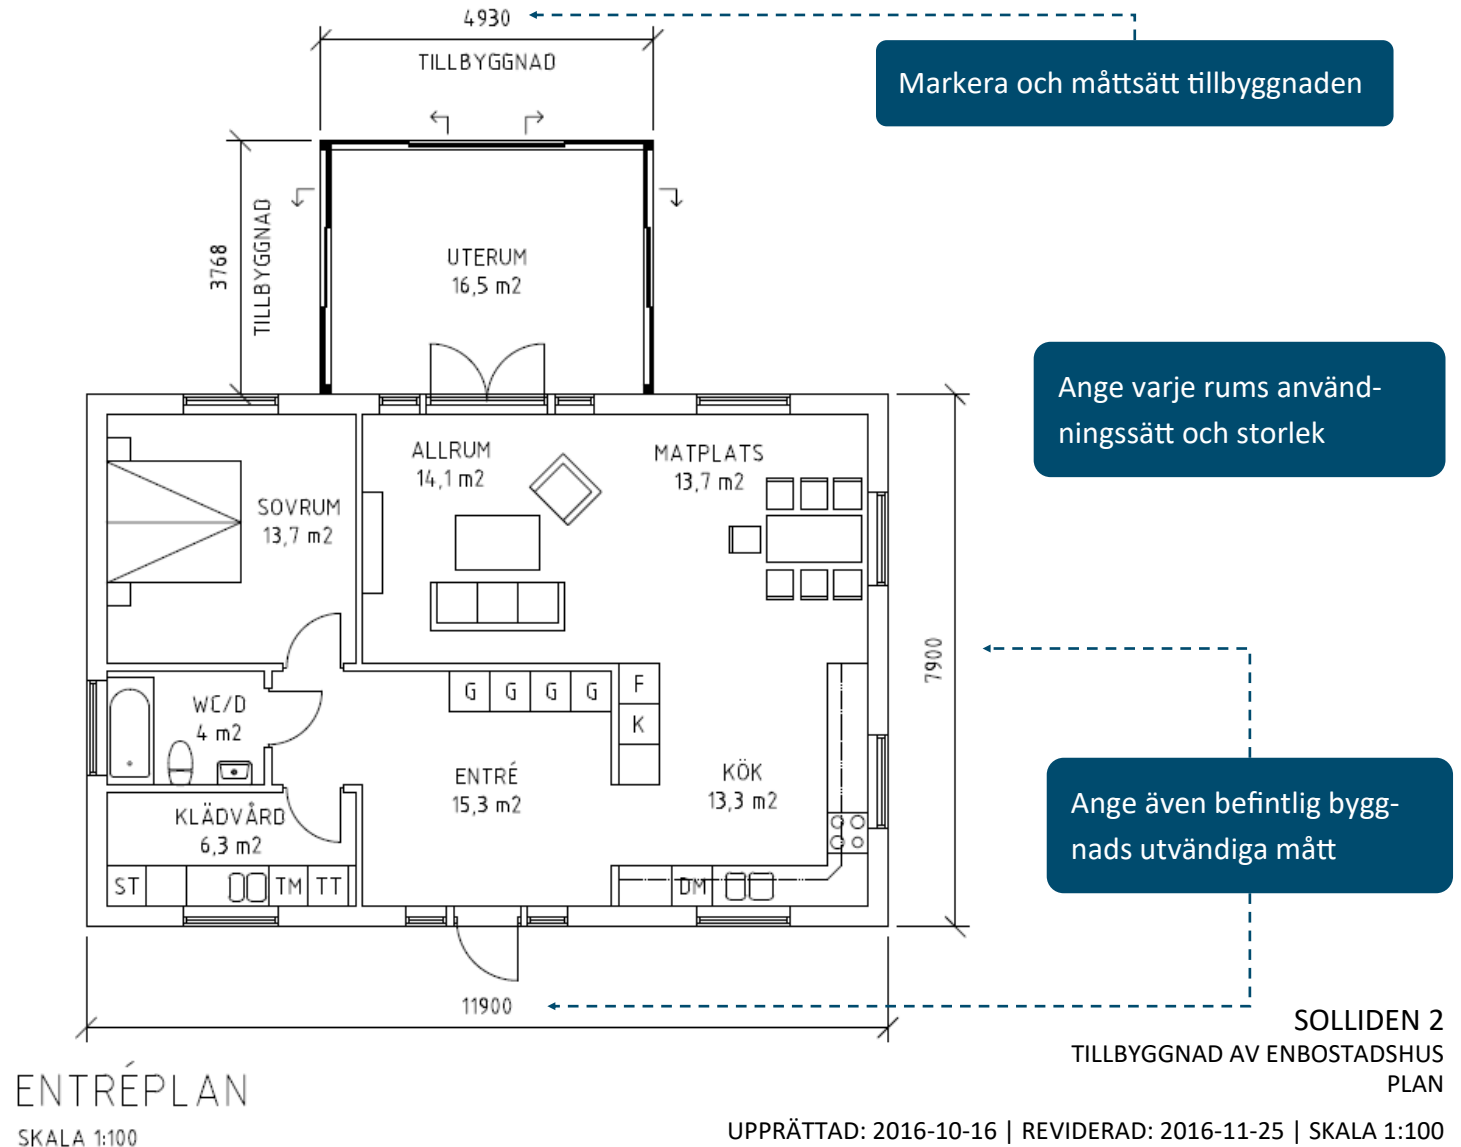 4930
TILLBYGGNAD
Markera och måttsätt tillbyggnaden
3768
TILLBYGGNAD
UTERUM
16,5 m2
Ange varje rums använd-
ningssätt och storlek
ALLRUM
14,1 m2
MATPLATS
13,7 m2
SOVRUM
13,7 m2
7900
G G G G
F
K
WC/D
4 m2
ENTRÉ
15,3 m2
KÖK
13,3 m2
KLÄDVÅRD
6,3 m2
Ange även befintlig bygg-
nads utvändiga mått
ST TM TT
DM
11900
SOLLIDEN 2
TILLBYGGNAD AV ENBOSTADSHUS
PLAN
ENTRÉPLAN
SKALA 1:100
UPPRÄTTAD: 2016-10-16 | REVIDERAD: 2016-11-25 | SKALA 1:100